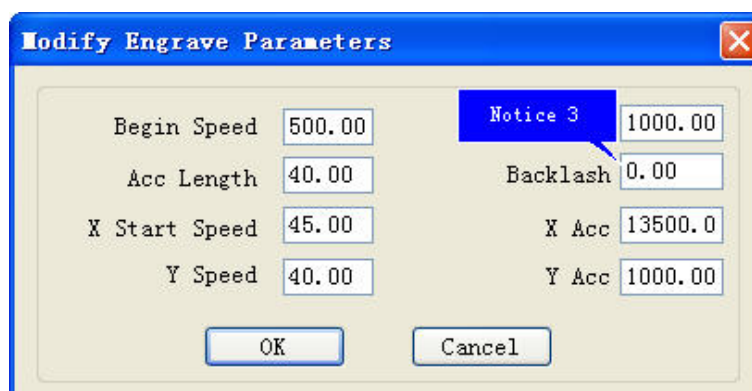 Modify Engrave Parameters
Begin Speed 500.00 Notice 3 1000.00
Acc Length 40.00 Backlash 0.00
X Start Speed 45.00 X Acc 13500.0
Y Speed 40.00 Y Acc 1000.00
OK Cancel